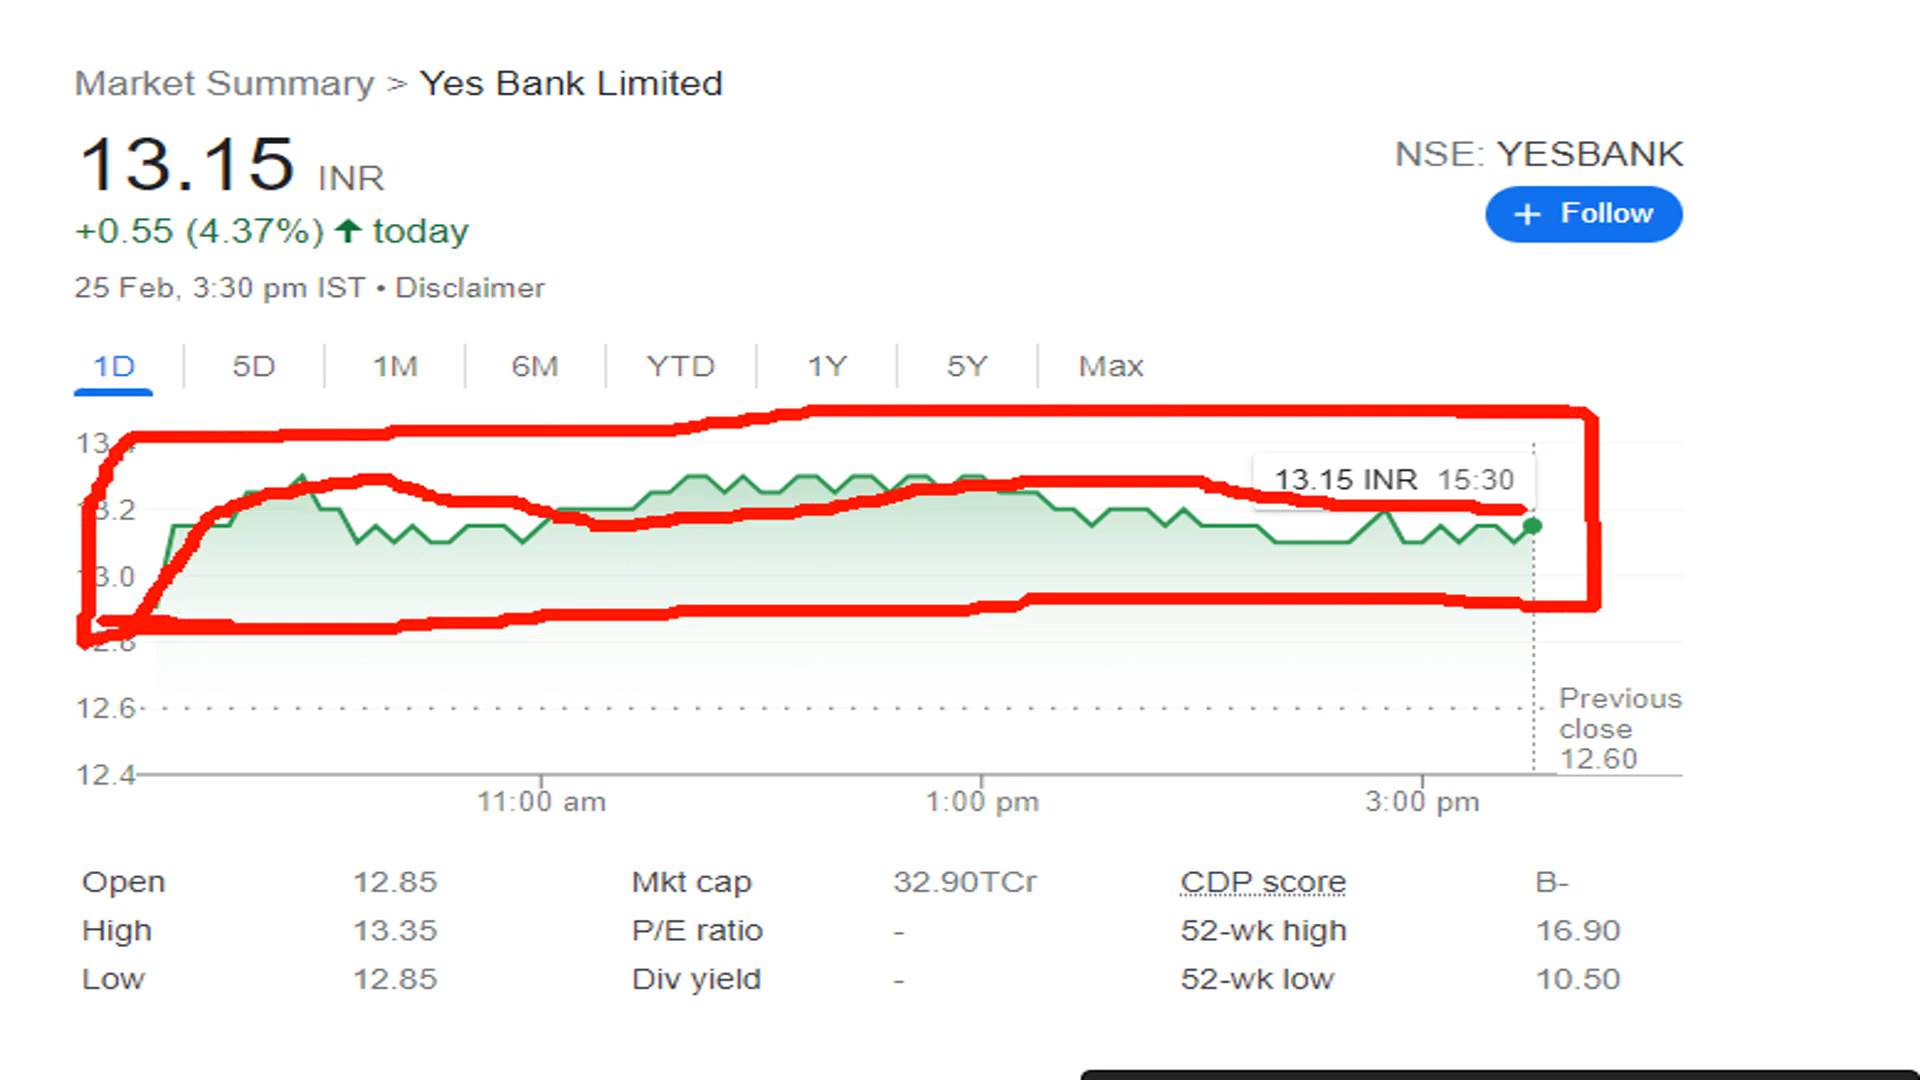 Market Summary > Yes Bank Limited
13.15 INR
NSE: YESBANK
+ Follow
+0.55 (4.37%) ↑ today
25 Feb, 3:30 pm IST • Disclaimer
1D 5D 1M 6M YTD 1Y 5Y Max
13.15 INR 15:30
12.6
Previous
close
12.60
12.4
11:00 am 1:00 pm 3:00 pm
Open 12.85 Mkt cap 32.90TCr CDP score B-
High 13.35 P/E ratio - 52-wk high 16.90
Low 12.85 Div yield - 52-wk low 10.50